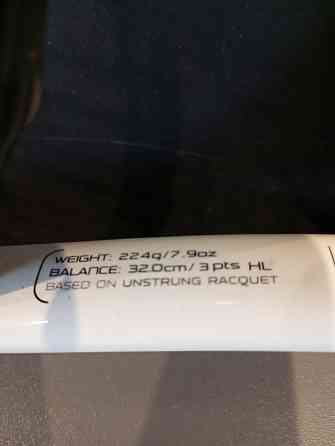 WEIGHT: 224g/7.9oz
BALANCE: 32.0cm/3 pts HL
BASED ON UNSTRUNG RACQUET